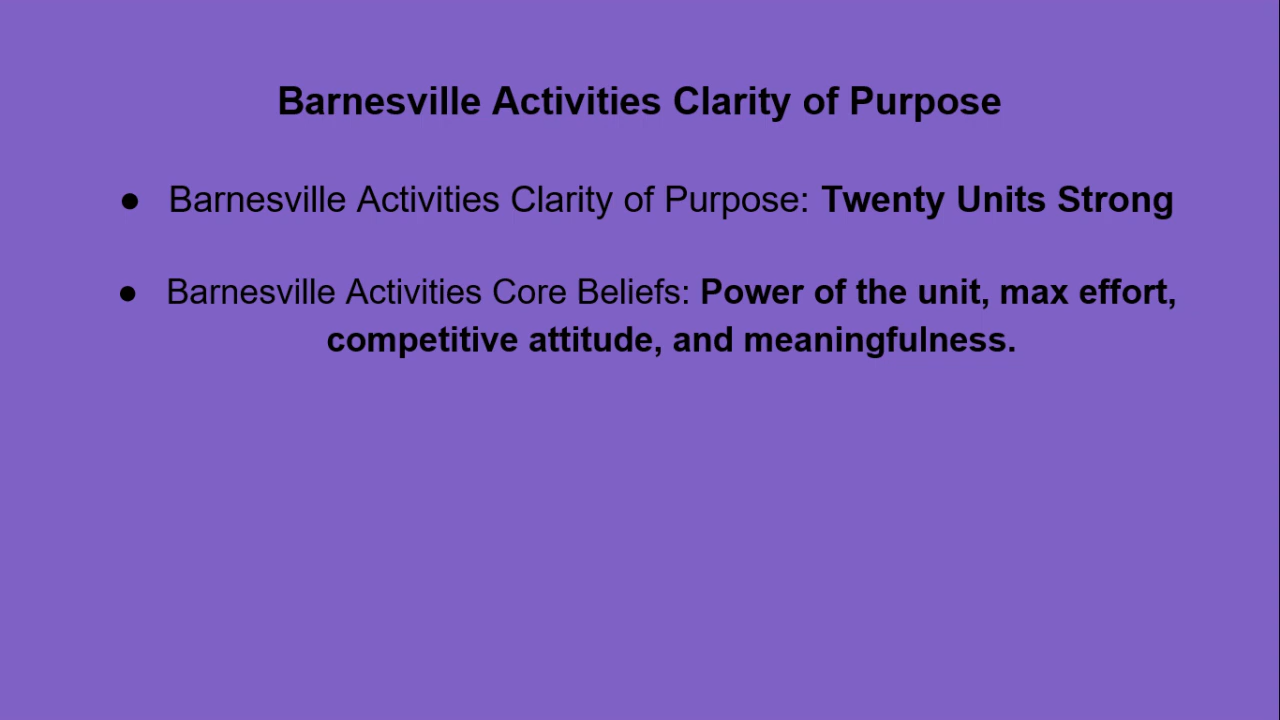 Barnesville Activities Clarity of Purpose
● Barnesville Activities Clarity of Purpose: Twenty Units Strong
● Barnesville Activities Core Beliefs: Power of the unit, max effort,
competitive attitude, and meaningfulness.